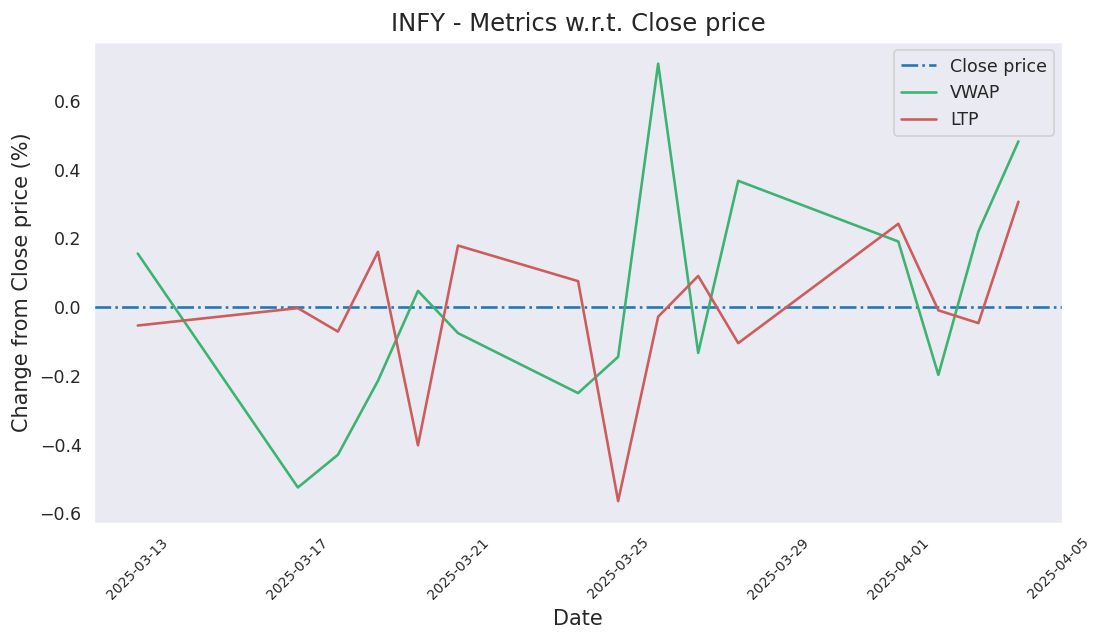 INFY - Metrics w.r.t. Close price
Close price
VWAP
LTP
Change from Close price (%)
0.6
0.4
0.2
0.0
−0.2
−0.4
−0.6
2025-03-13
2025-03-17
2025-03-21
2025-03-25
2025-03-29
2025-04-01
2025-04-05
Date